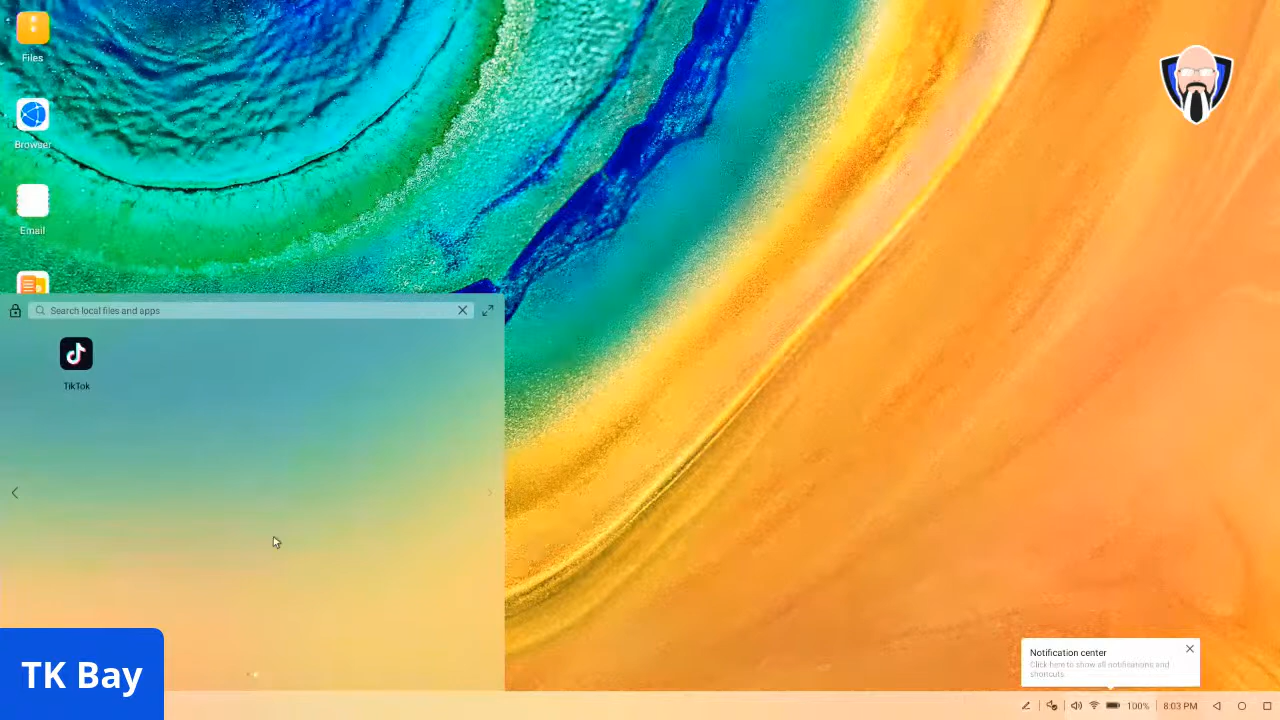 Files
Browser
Email
Search local files and apps
TikTok
TK Bay
Notification center
Click here to show all notifications and
shortcuts
100%
8:03 PM